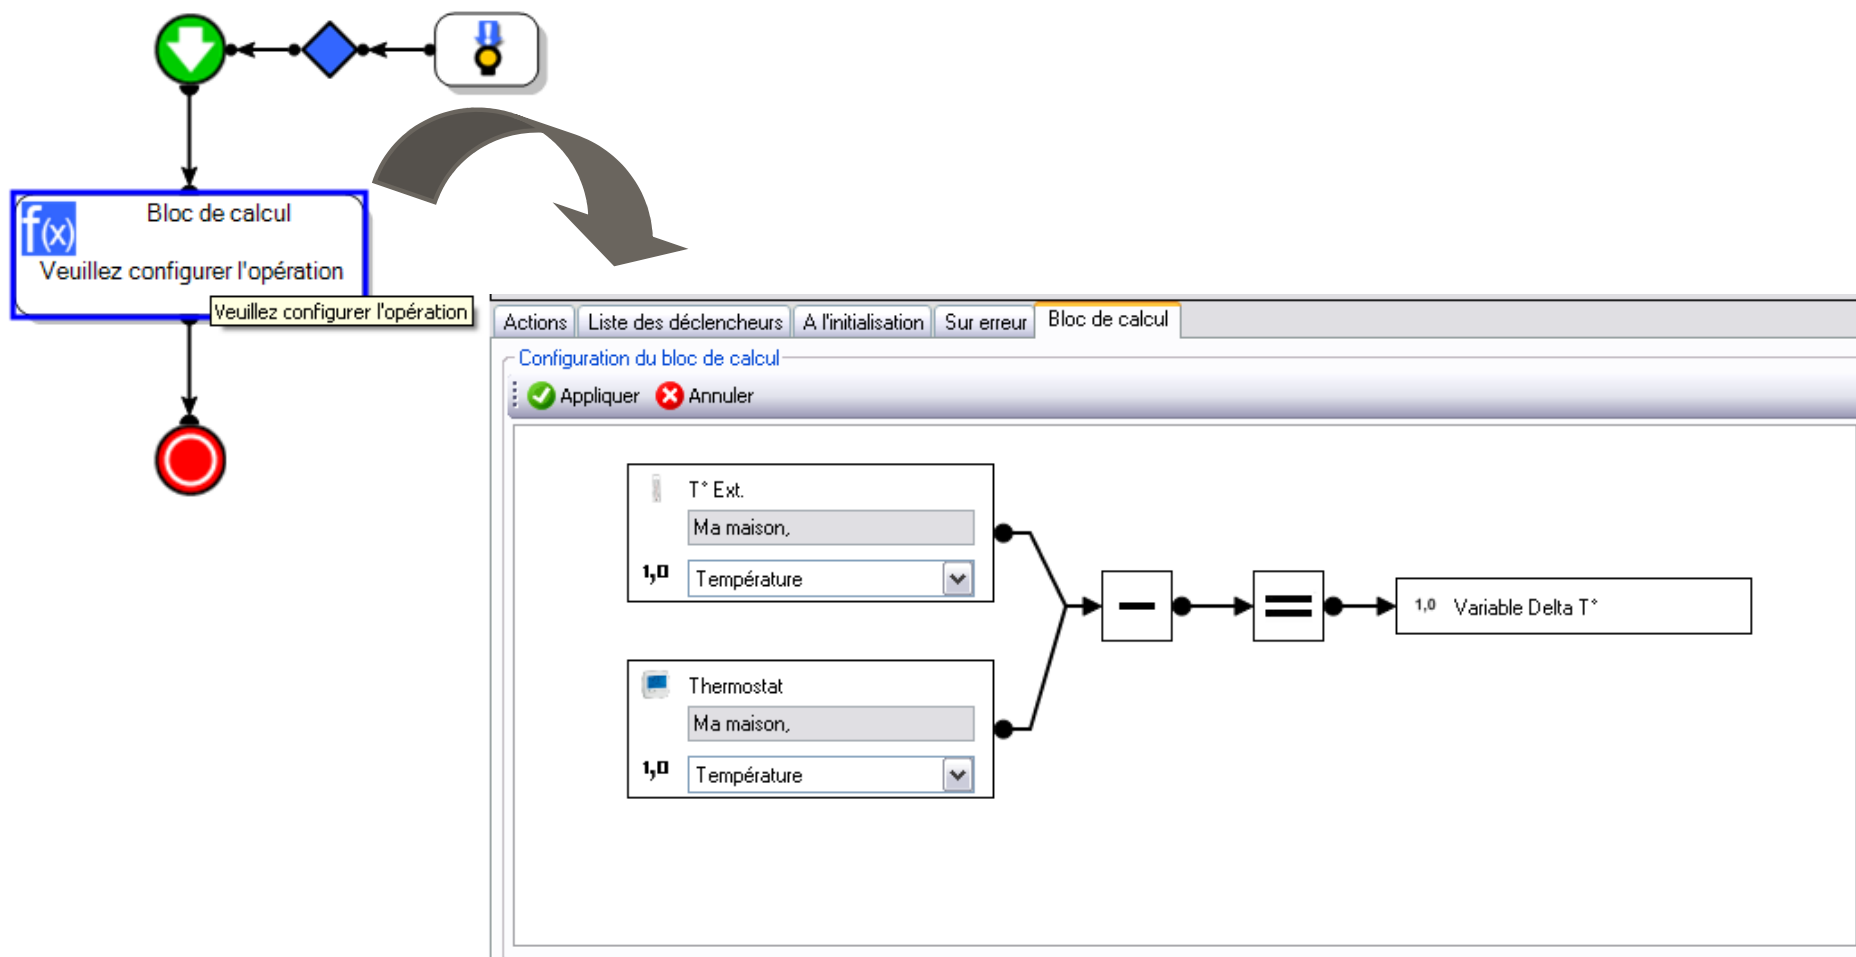 f(x)
Bloc de calcul
Veuillez configurer l'opération
Veuillez configurer l'opération
Actions
Liste des déclencheurs
A l'initialisation
Sur erreur
Bloc de calcul
Configuration du bloc de calcul
Appliquer
Annuler
T° Ext.
Ma maison,
1,0
Température
Thermostat
Ma maison,
1,0
Température
1,0 Variable Delta T°